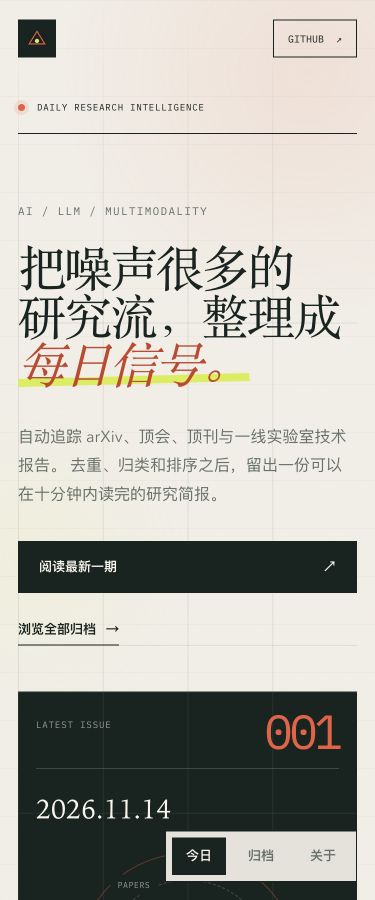 GITHUB ↗
DAILY RESEARCH INTELLIGENCE
AI / LLM / MULTIMODALITY
把噪声很多的
研究流，整理成
每日信号。
自动追踪 arXiv、顶会、顶刊与一线实验室技术
报告。 去重、归类和排序之后，留出一份可以
在十分钟内读完的研究简报。
阅读最新一期 ↗
浏览全部归档 →
LATEST ISSUE
001
2026.11.14
今日 归档 关于
PAPERS